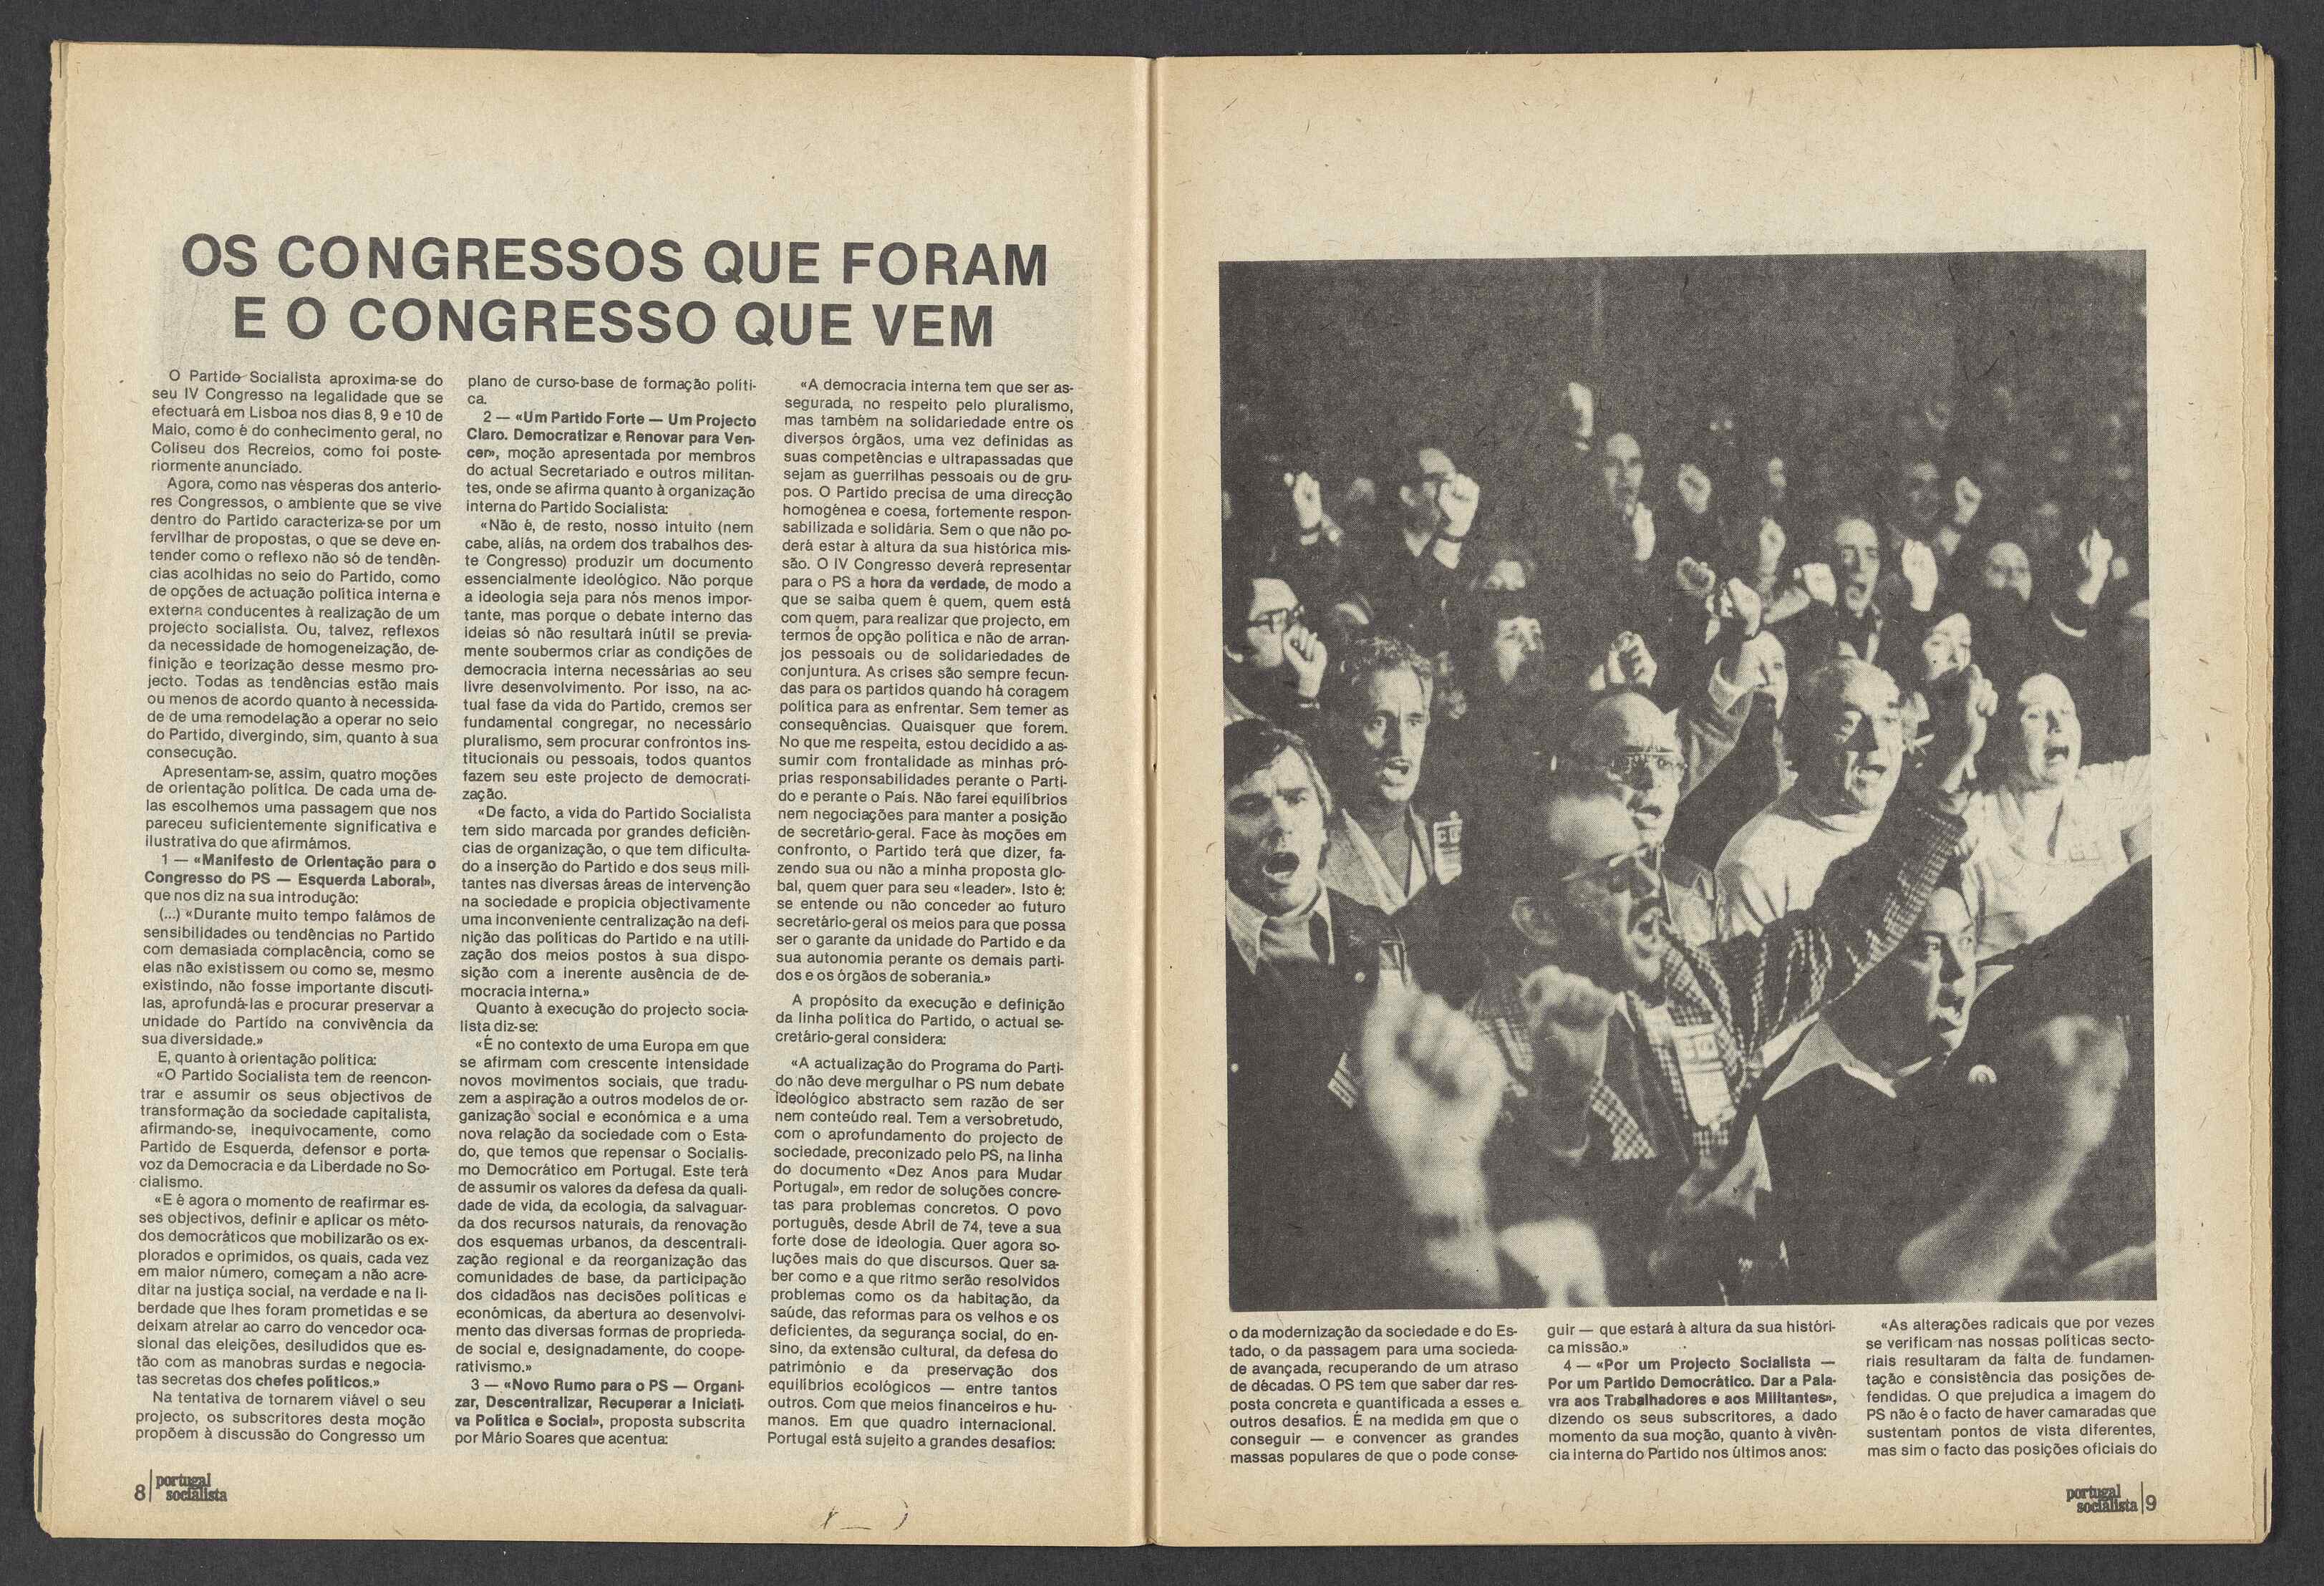 OS CONGRESSOS QUE FORAM
E O CONGRESSO QUE VEM
O Partido Socialista aproxima-se do
seu IV Congresso na legalidade que se
efectuará em Lisboa nos dias 8, 9 e 10 de
Maio, como é do conhecimento geral, no
Coliseu dos Recreios, como foi poste-
riormente anunciado.
Agora, como nas vésperas dos anterio-
res Congressos, o ambiente que se vive
dentro do Partido caracteriza-se por um
fervilhar de propostas, o que se deve en-
tender como o reflexo não só de tendên-
cias acolhidas no seio do Partido, como
de opções de actuação política interna e
externa conducentes à realização de um
projecto socialista. Ou, talvez, reflexos
da necessidade de homogeneização, de-
finição e teorização desse mesmo pro-
jecto. Todas as tendências estão mais
ou menos de acordo quanto à necessida-
de de uma remodelação a operar no seio
do Partido, divergindo, sim, quanto à sua
consecução.
Apresentam-se, assim, quatro moções
de orientação política. De cada uma de-
las escolhemos uma passagem que nos
pareceu suficientemente significativa e
ilustrativa do que afirmámos.
1 — «Manifesto de Orientação para o
Congresso do PS — Esquerda Laboral»,
que nos diz na sua introdução:
(...) «Durante muito tempo falámos de
sensibilidades ou tendências no Partido
com demasiada complacência, como se
elas não existissem ou como se, mesmo
existindo, não fosse importante discuti-
las, aprofundá-las e procurar preservar a
unidade do Partido na convivência da
sua diversidade.»
E, quanto à orientação política:
«O Partido Socialista tem de reencon-
trar e assumir os seus objectivos de
transformação da sociedade capitalista,
afirmando-se, inequivocamente, como
Partido de Esquerda, defensor e porta-
voz da Democracia e da Liberdade no So-
cialismo.
«E é agora o momento de reafirmar es-
ses objectivos, definir e aplicar os méto-
dos democráticos que mobilizarão os ex-
plorados e oprimidos, os quais, cada vez
em maior número, começam a não acre-
ditar na justiça social, na verdade e na li-
berdade que lhes foram prometidas e se
deixam atrelar ao carro do vencedor oca-
sional das eleições, desiludidos que es-
tão com as manobras surdas e negocia-
tas secretas dos chefes políticos.»
Na tentativa de tornarem viável o seu
projecto, os subscritores desta moção
propõem à discussão do Congresso um
plano de curso-base de formação políti-
ca.
2 — «Um Partido Forte — Um Projecto
Claro. Democratizar e Renovar para Ven-
cer», moção apresentada por membros
do actual Secretariado e outros militan-
tes, onde se afirma quanto à organização
interna do Partido Socialista:
«Não é, de resto, nosso intuito (nem
cabe, aliás, na ordem dos trabalhos des-
te Congresso) produzir um documento
essencialmente ideológico. Não porque
a ideologia seja para nós menos impor-
tante, mas porque o debate interno das
ideias só não resultará inútil se previa-
mente soubermos criar as condições de
democracia interna necessárias ao seu
livre desenvolvimento. Por isso, na ac-
tual fase da vida do Partido, cremos ser
fundamental congregar, no necessário
pluralismo, sem procurar confrontos ins-
titucionais ou pessoais, todos quantos
fazem seu este projecto de democrati-
zação.
«De facto, a vida do Partido Socialista
tem sido marcada por grandes deficiên-
cias de organização, o que tem dificulta-
do a inserção do Partido e dos seus mili-
tantes nas diversas áreas de intervenção
na sociedade e propicia objectivamente
uma inconveniente centralização na defi-
nição das políticas do Partido e na utili-
zação dos meios postos à sua dispo-
sição com a inerente ausência de de-
mocracia interna.»
Quanto à execução do projecto socia-
lista diz-se:
«É no contexto de uma Europa em que
se afirmam com crescente intensidade
novos movimentos sociais, que tradu-
zem a aspiração a outros modelos de or-
ganização social e económica e a uma
nova relação da sociedade com o Esta-
do, que temos que repensar o Socialis-
mo Democrático em Portugal. Este terá
de assumir os valores da defesa da quali-
dade de vida, da ecologia, da salvaguar-
da dos recursos naturais, da renovação
dos esquemas urbanos, da descentrali-
zação regional e da reorganização das
comunidades de base, da participação
dos cidadãos nas decisões políticas e
económicas, da abertura ao desenvolvi-
mento das diversas formas de proprieda-
de social e, designadamente, do coope-
rativismo.»
3 — «Novo Rumo para o PS — Organi-
zar, Descentralizar, Recuperar a Iniciati-
va Política e Social», proposta subscrita
por Mário Soares que acentua:
«A democracia interna tem que ser as-
segurada, no respeito pelo pluralismo,
mas também na solidariedade entre os
diversos órgãos, uma vez definidas as
suas competências e ultrapassadas que
sejam as guerrilhas pessoais ou de gru-
pos. O Partido precisa de uma direcção
homogénea e coesa, fortemente respon-
sabilizada e solidária. Sem o que não po-
derá estar à altura da sua histórica mis-
são. O IV Congresso deverá representar
para o PS a hora da verdade, de modo a
que se saiba quem é quem, quem está
com quem, para realizar que projecto, em
termos de opção política e não de arran-
jos pessoais ou de solidariedades de
conjuntura. As crises são sempre fecun-
das para os partidos quando há coragem
política para as enfrentar. Sem temer as
consequências. Quaisquer que forem.
No que me respeita, estou decidido a as-
sumir com frontalidade as minhas pró-
prias responsabilidades perante o Parti-
do e perante o País. Não farei equilíbrios
nem negociações para manter a posição
de secretário-geral. Face às moções em
confronto, o Partido terá que dizer, fa-
zendo sua ou não a minha proposta glo-
bal, quem quer para seu «leader». Isto é:
se entende ou não conceder ao futuro
secretário-geral os meios para que possa
ser o garante da unidade do Partido e da
sua autonomia perante os demais parti-
dos e os órgãos de soberania.»
A propósito da execução e definição
da linha política do Partido, o actual se-
cretário-geral considera:
«A actualização do Programa do Parti-
do não deve mergulhar o PS num debate
ideológico abstracto sem razão de ser
nem conteúdo real. Tem a ver sobretudo,
com o aprofundamento do projecto de
sociedade, preconizado pelo PS, na linha
do documento «Dez Anos para Mudar
Portugal», em redor de soluções concre-
tas para problemas concretos. O povo
português, desde Abril de 74, teve a sua
forte dose de ideologia. Quer agora so-
luções mais do que discursos. Quer sa-
ber como e a que ritmo serão resolvidos
problemas como os da habitação, da
saúde, das reformas para os velhos e os
deficientes, da segurança social, do en-
sino, da extensão cultural, da defesa do
património e da preservação dos
equilíbrios ecológicos — entre tantos
outros. Com que meios financeiros e hu-
manos. Em que quadro internacional.
Portugal está sujeito a grandes desafios:
8 portugal
socialista
o da modernização da sociedade e do Es-
tado, o da passagem para uma socieda-
de avançada, recuperando de um atraso
de décadas. O PS tem que saber dar res-
posta concreta e quantificada a esses e
outros desafios. É na medida em que o
conseguir — e convencer as grandes
massas populares de que o pode conse-
guir — que estará à altura da sua históri-
ca missão.»
4 — «Por um Projecto Socialista —
Por um Partido Democrático. Dar a Pala-
vra aos Trabalhadores e aos Militantes»,
dizendo os seus subscritores, a dado
momento da sua moção, quanto à vivên-
cia interna do Partido nos últimos anos:
«As alterações radicais que por vezes
se verificam nas nossas políticas secto-
riais resultaram da falta de fundamen-
tação e consistência das posições de-
fendidas. O que prejudica a imagem do
PS não é o facto de haver camaradas que
sustentam pontos de vista diferentes,
mas sim o facto das posições oficiais do
portugal
socialista 9